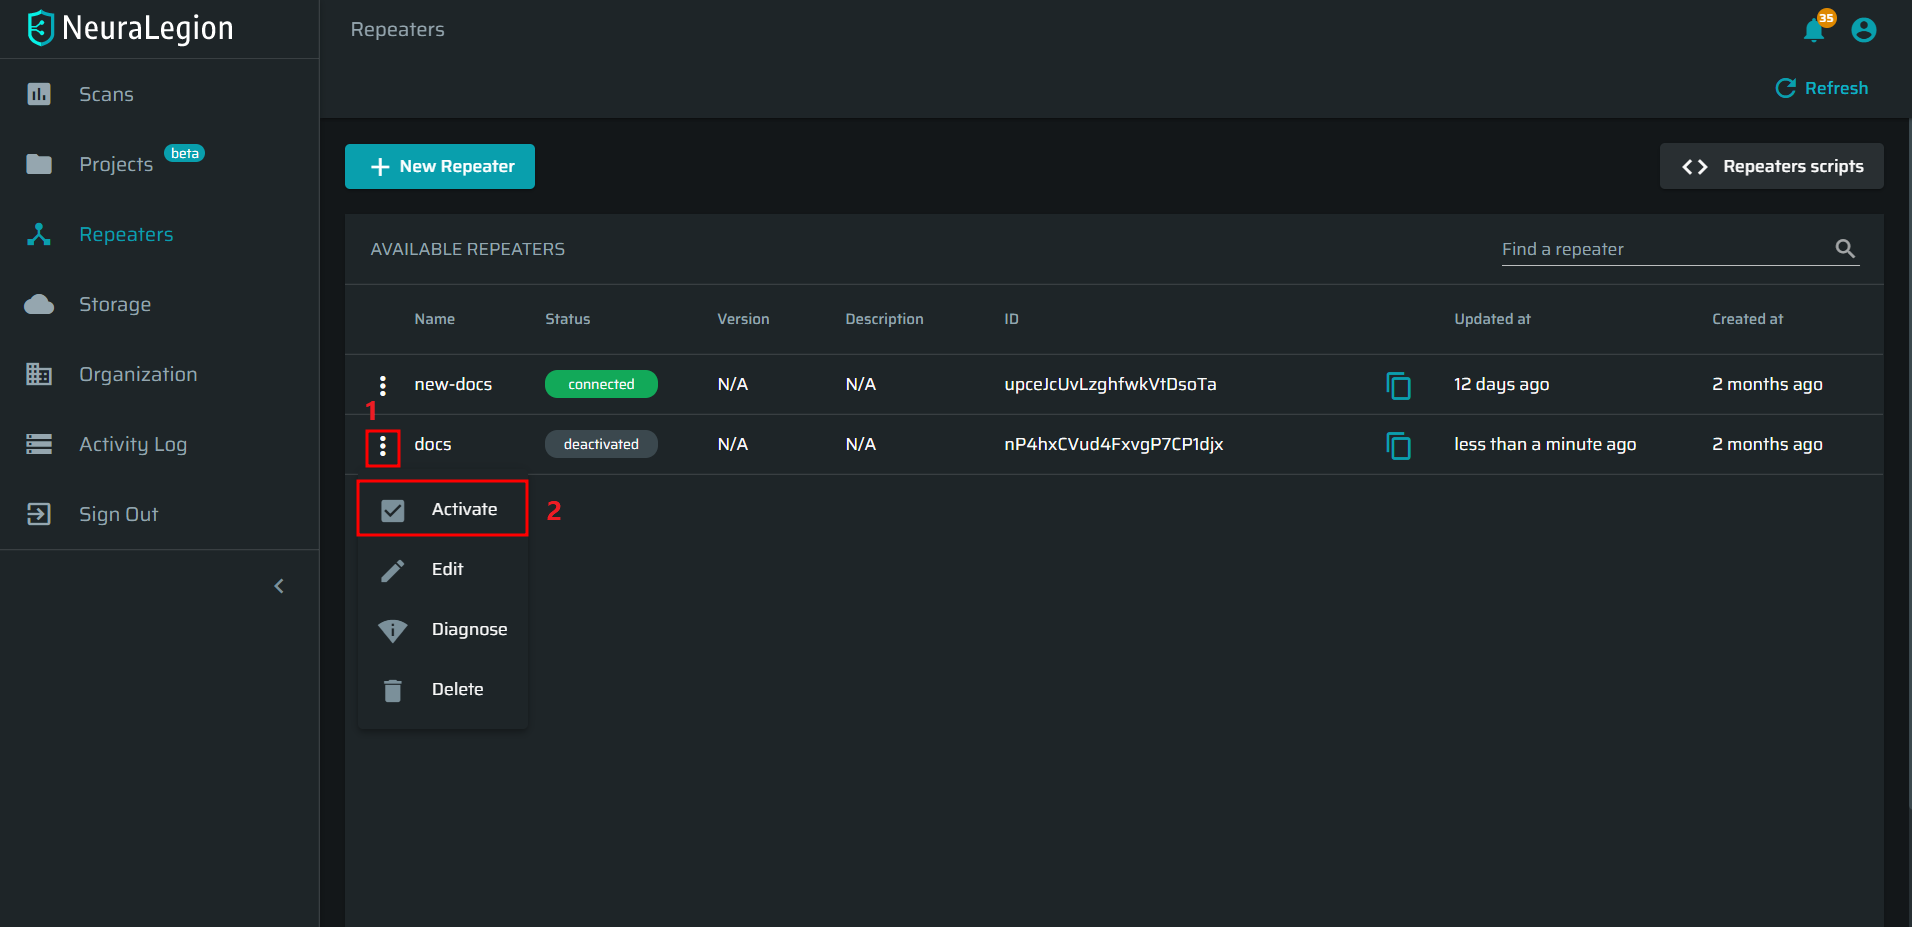 NeuraLegion
Scans
Projects beta
Repeaters
Storage
Organization
Activity Log
Sign Out
Repeaters
35
Refresh
New Repeater
Repeaters scripts
AVAILABLE REPEATERS
Find a repeater
Name Status Version Description ID Updated at Created at
new-docs connected N/A N/A upceJcUvLzghfwkVtDsoTa 12 days ago 2 months ago
1
docs deactivated N/A N/A nP4hxCVud4FxvgP7CP1djx less than a minute ago 2 months ago
Activate 2
Edit
Diagnose
Delete